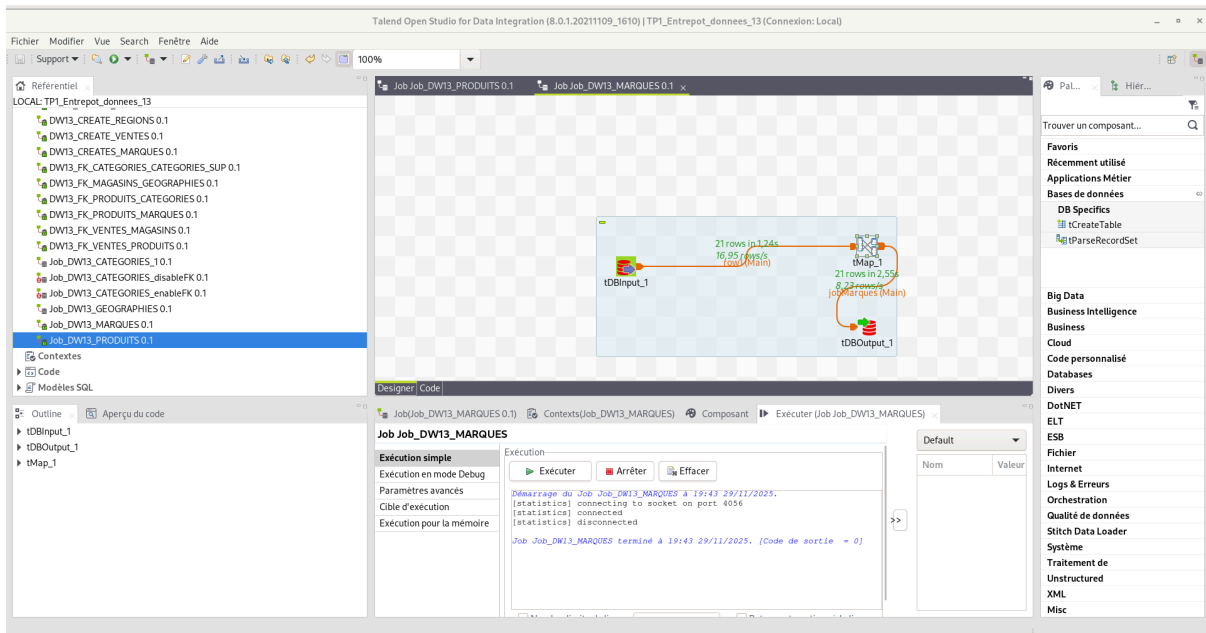 Talend Open Studio for Data Integration (8.0.1.20211109_1610) | TP1_Entrepot_donnees_13 (Connexion: Local)
Fichier Modifier Vue Search Fenêtre Aide
Support 100%
Référentiel
LOCAL: TP1_Entrepot_donnees_13
DW13_CREATE_REGIONS 0.1
DW13_CREATE_VENTES 0.1
DW13_CREATES_MARQUES 0.1
DW13_FK_CATEGORIES_CATEGORIES_SUP 0.1
DW13_FK_MAGASINS_GEOGRAPHIES 0.1
DW13_FK_PRODUITS_CATEGORIES 0.1
DW13_FK_PRODUITS_MARQUES 0.1
DW13_FK_VENTES_MAGASINS 0.1
DW13_FK_VENTES_PRODUITS 0.1
Job_DW13_CATEGORIES_1 0.1
Job_DW13_CATEGORIES_disableFK 0.1
Job_DW13_CATEGORIES_enableFK 0.1
Job_DW13_GEOGRAPHIES 0.1
Job_DW13_MARQUES 0.1
Job_DW13_PRODUITS 0.1
Contextes
Code
Modèles SQL
Outline Aperçu du code
tDBInput_1
tDBOutput_1
tMap_1
Job Job_DW13_PRODUITS 0.1 Job Job_DW13_MARQUES 0.1
21 rows in 1,24s
16,95 rows/s
row1 (Main)
tDBInput_1
tMap_1
21 rows in 2,55s
8,23 rows/s
jobMarques (Main)
tDBOutput_1
Designer Code
Job(Job_DW13_MARQUES 0.1) Contexts(Job_DW13_MARQUES) Composant Exécuter (Job Job_DW13_MARQUES)
Job Job_DW13_MARQUES
Exécution simple
Exécution en mode Debug
Paramètres avancés
Cible d'exécution
Exécution pour la mémoire
Exécution
Exécuter Arrêter Effacer
Démarrage du Job Job_DW13_MARQUES à 19:43 29/11/2025.
[statistics] connecting to socket on port 4056
[statistics] connected
[statistics] disconnected
Job Job_DW13_MARQUES terminé à 19:43 29/11/2025. [Code de sortie = 0]
>>
Default
Nom Valeur
Pal... Hiér...
Trouver un composant...
Favoris
Récemment utilisé
Applications Métier
Bases de données
DB Specifics
tCreateTable
tParseRecordSet
Big Data
Business Intelligence
Business
Cloud
Code personnalisé
Databases
Divers
DotNET
ELT
ESB
Fichier
Internet
Logs & Erreurs
Orchestration
Qualité de données
Stitch Data Loader
Système
Traitement de
Unstructured
XML
Misc